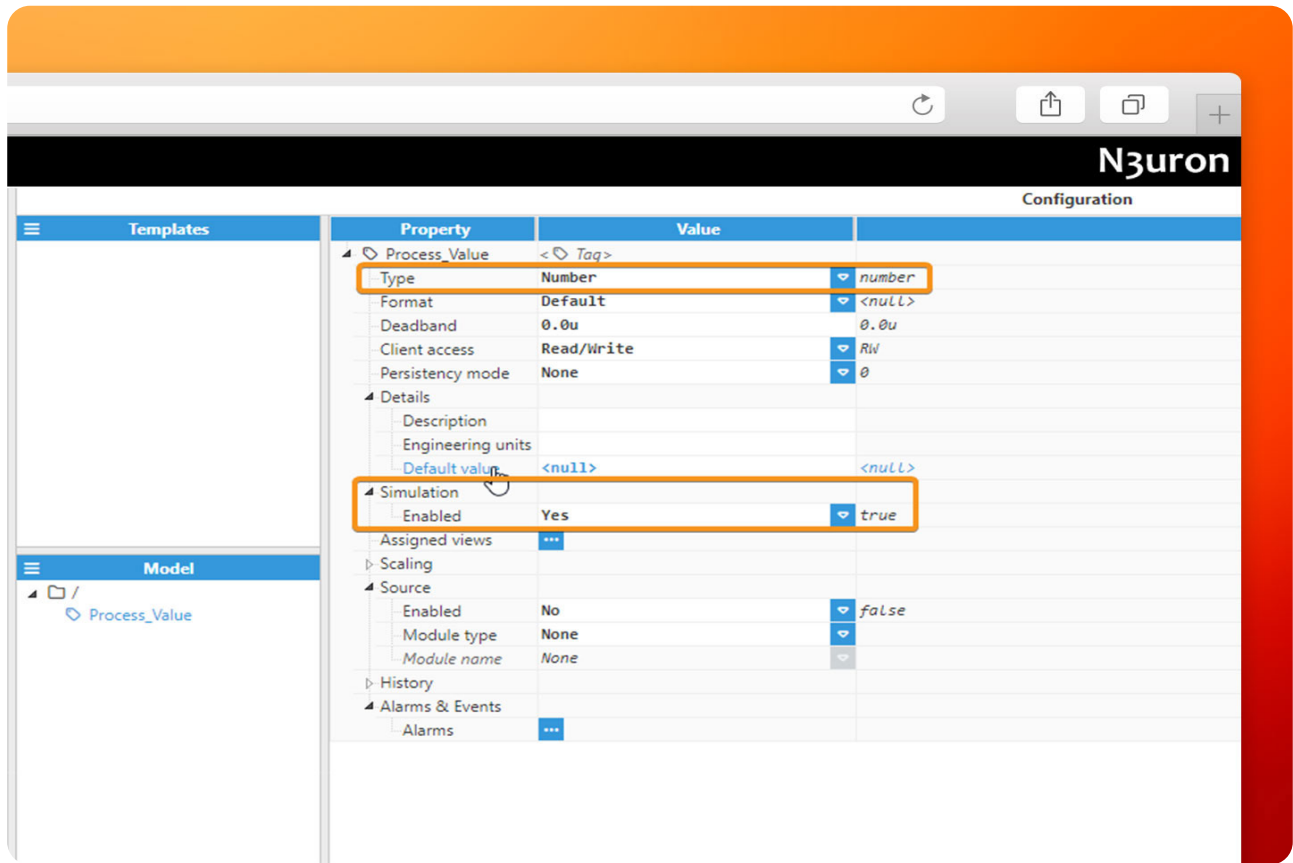 N3uron
Configuration
Templates
Property Value
Process_Value < Tag>
Type Number number
Format Default <null>
Deadband 0.0u 0.0u
Client access Read/Write RW
Persistency mode None 0
Details
Description
Engineering units
Default value <null> <null>
Simulation
Enabled Yes true
Assigned views
Scaling
Source
Enabled No false
Module type None
Module name None
History
Alarms & Events
Alarms
Model
/
Process_Value